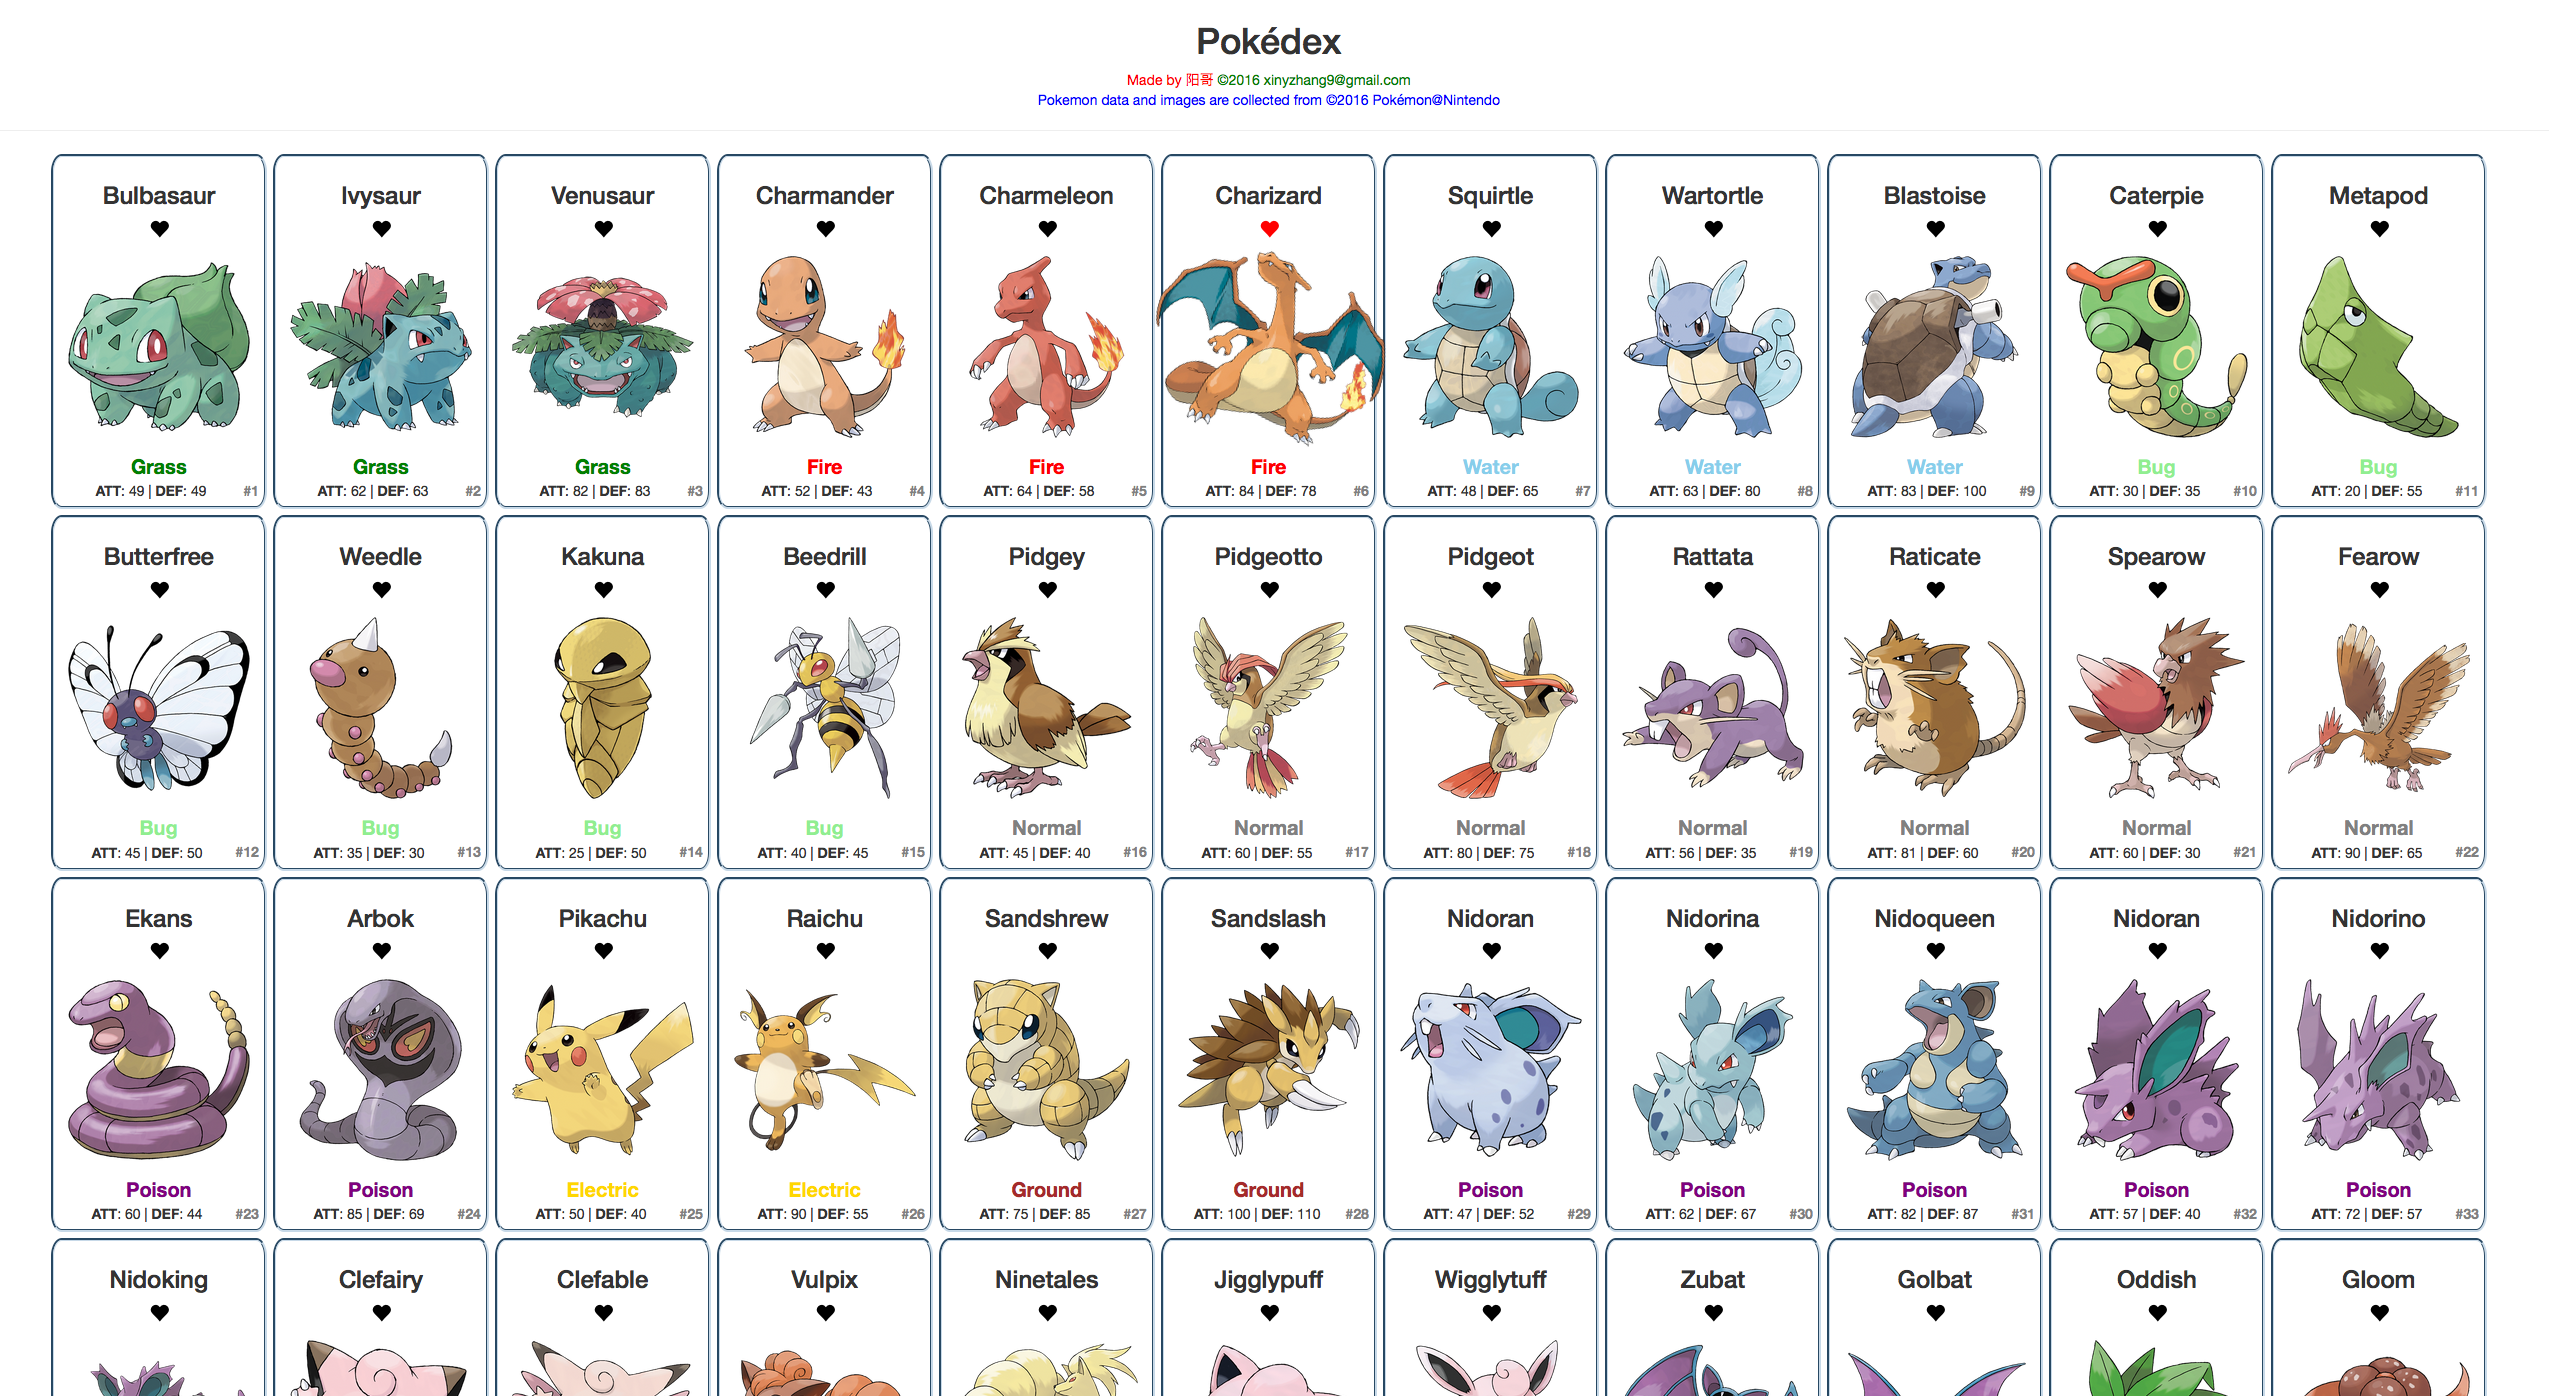 Pokédex
Made by 阳哥 ©2016 xinyzhang9@gmail.com
Pokemon data and images are collected from ©2016 Pokémon@Nintendo
Bulbasaur
Grass
ATT: 49 | DEF: 49 #1
Ivysaur
Grass
ATT: 62 | DEF: 63 #2
Venusaur
Grass
ATT: 82 | DEF: 83 #3
Charmander
Fire
ATT: 52 | DEF: 43 #4
Charmeleon
Fire
ATT: 64 | DEF: 58 #5
Charizard
Fire
ATT: 84 | DEF: 78 #6
Squirtle
Water
ATT: 48 | DEF: 65 #7
Wartortle
Water
ATT: 63 | DEF: 80 #8
Blastoise
Water
ATT: 83 | DEF: 100 #9
Caterpie
Bug
ATT: 30 | DEF: 35 #10
Metapod
Bug
ATT: 20 | DEF: 55 #11
Butterfree
Bug
ATT: 45 | DEF: 50 #12
Weedle
Bug
ATT: 35 | DEF: 30 #13
Kakuna
Bug
ATT: 25 | DEF: 50 #14
Beedrill
Bug
ATT: 40 | DEF: 45 #15
Pidgey
Normal
ATT: 45 | DEF: 40 #16
Pidgeotto
Normal
ATT: 60 | DEF: 55 #17
Pidgeot
Normal
ATT: 80 | DEF: 75 #18
Rattata
Normal
ATT: 56 | DEF: 35 #19
Raticate
Normal
ATT: 81 | DEF: 60 #20
Spearow
Normal
ATT: 60 | DEF: 30 #21
Fearow
Normal
ATT: 90 | DEF: 65 #22
Ekans
Poison
ATT: 60 | DEF: 44 #23
Arbok
Poison
ATT: 85 | DEF: 69 #24
Pikachu
Electric
ATT: 50 | DEF: 40 #25
Raichu
Electric
ATT: 90 | DEF: 55 #26
Sandshrew
Ground
ATT: 75 | DEF: 85 #27
Sandslash
Ground
ATT: 100 | DEF: 110 #28
Nidoran
Poison
ATT: 47 | DEF: 52 #29
Nidorina
Poison
ATT: 62 | DEF: 67 #30
Nidoqueen
Poison
ATT: 82 | DEF: 87 #31
Nidoran
Poison
ATT: 57 | DEF: 40 #32
Nidorino
Poison
ATT: 72 | DEF: 57 #33
Nidoking
Clefairy
Clefable
Vulpix
Ninetales
Jigglypuff
Wigglytuff
Zubat
Golbat
Oddish
Gloom